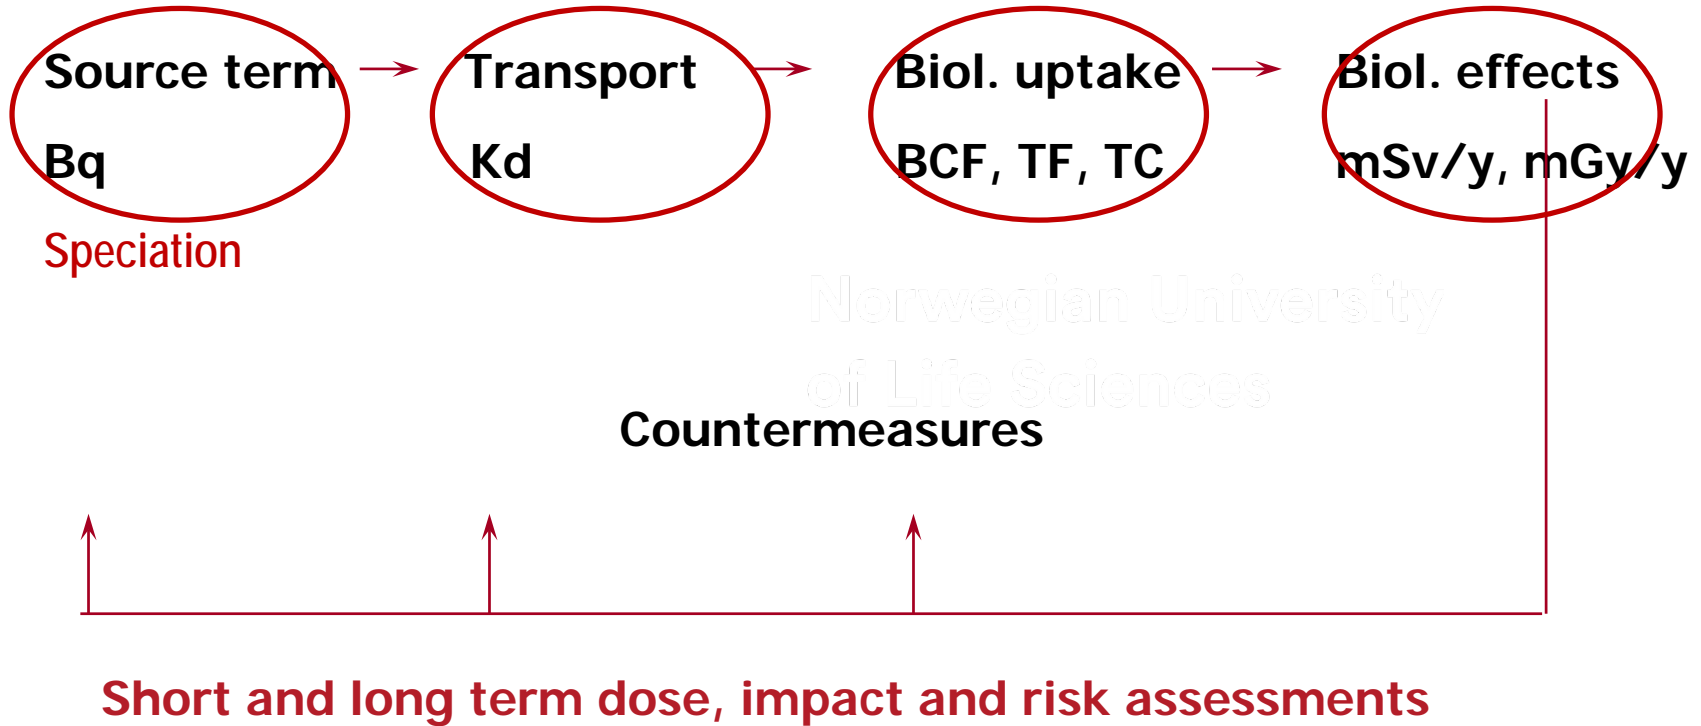 Source term
Transport
Biol. uptake
Biol. effects
Bq
Kd
BCF, TF, TC
mSv/y, mGy/y
Speciation
Norwegian University
of Life Sciences
Countermeasures
Short and long term dose, impact and risk assessments